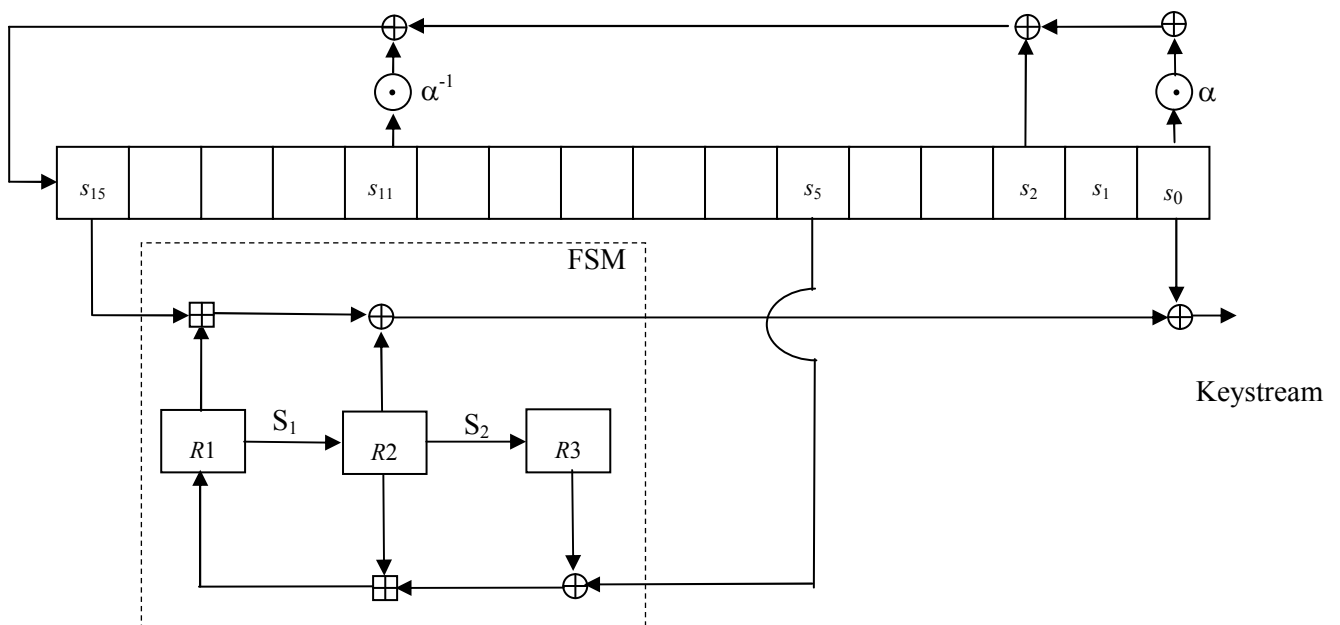 α⁻¹
α
s₁₅ s₁₁ s₅ s₂ s₁ s₀
FSM
Keystream
S₁ S₂
R1 R2 R3